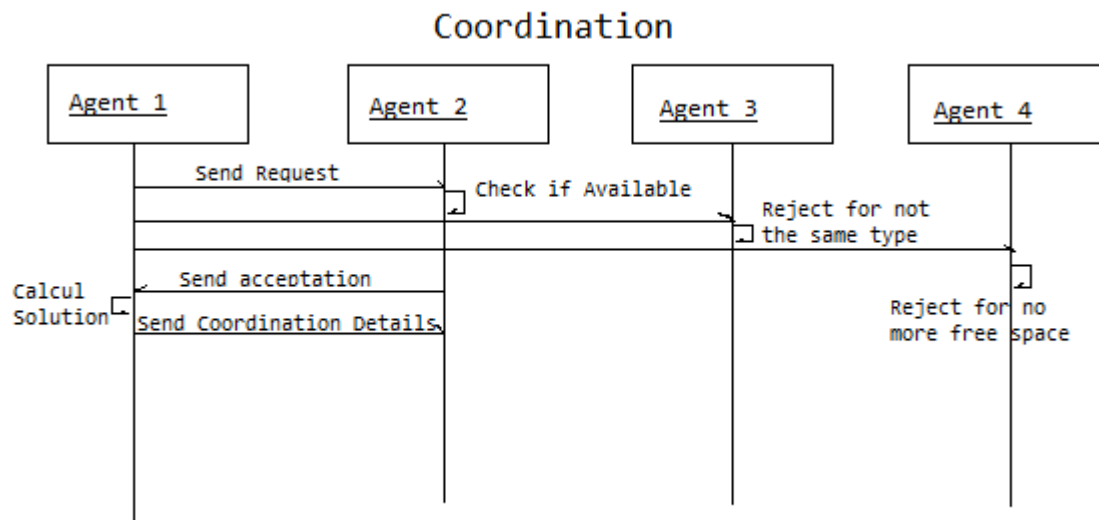 Coordination
Agent 1
Agent 2
Agent 3
Agent 4
Send Request
Check if Available
Reject for not
the same type
Send acceptation
Calcul
Solution
Send Coordination Details
Reject for no
more free space